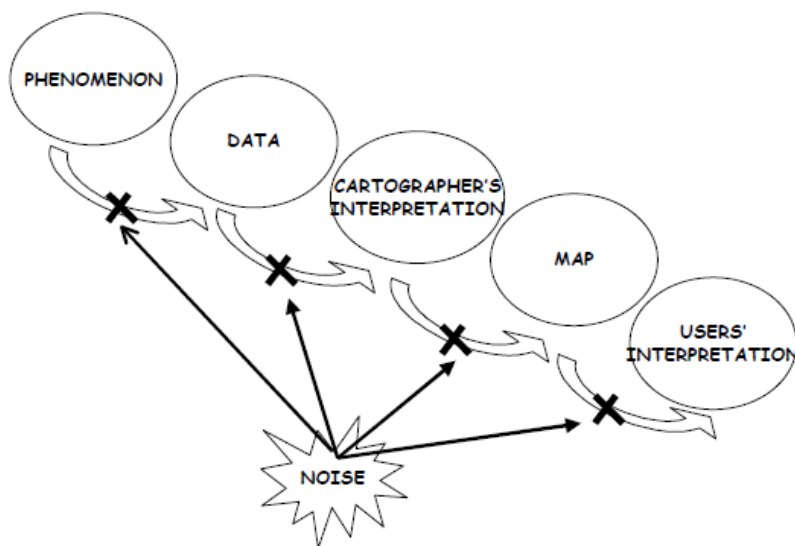 PHENOMENON
DATA
CARTOGRAPHER'S
INTERPRETATION
MAP
USERS'
INTERPRETATION
NOISE